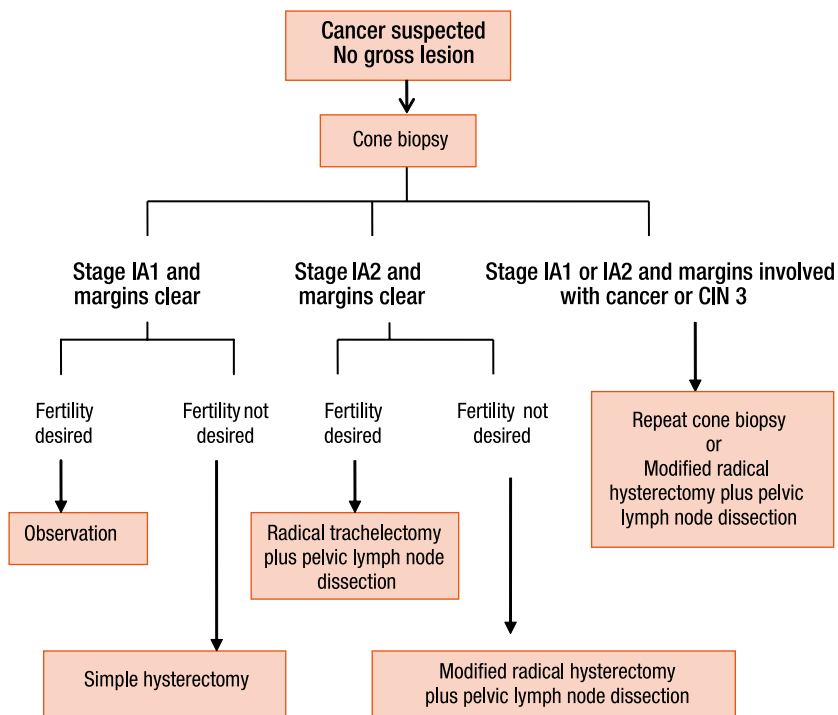 Cancer suspected
No gross lesion
Cone biopsy
Stage IA1 and
margins clear
Stage IA2 and
margins clear
Stage IA1 or IA2 and margins involved
with cancer or CIN 3
Fertility
desired
Fertility not
desired
Fertility
desired
Fertility not
desired
Repeat cone biopsy
or
Modified radical
hysterectomy plus pelvic
lymph node dissection
Observation
Radical trachelectomy
plus pelvic lymph node
dissection
Simple hysterectomy
Modified radical hysterectomy
plus pelvic lymph node dissection